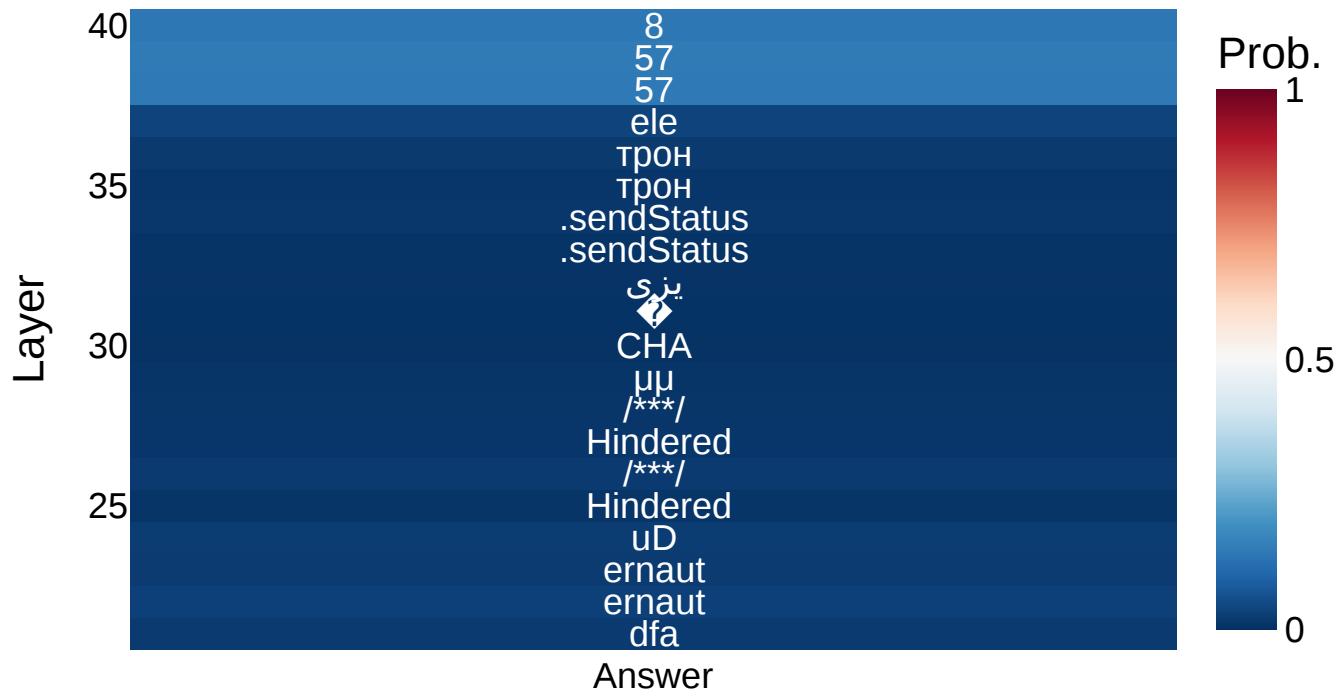 40
8
57
57
ele
трон
35
трон
.sendStatus
.sendStatus
یزی
�
30
CHA
μμ
/***/
Hindered
/***/
25
Hindered
uD
ernaut
ernaut
dfa
Layer
Answer
Prob.
1
0.5
0